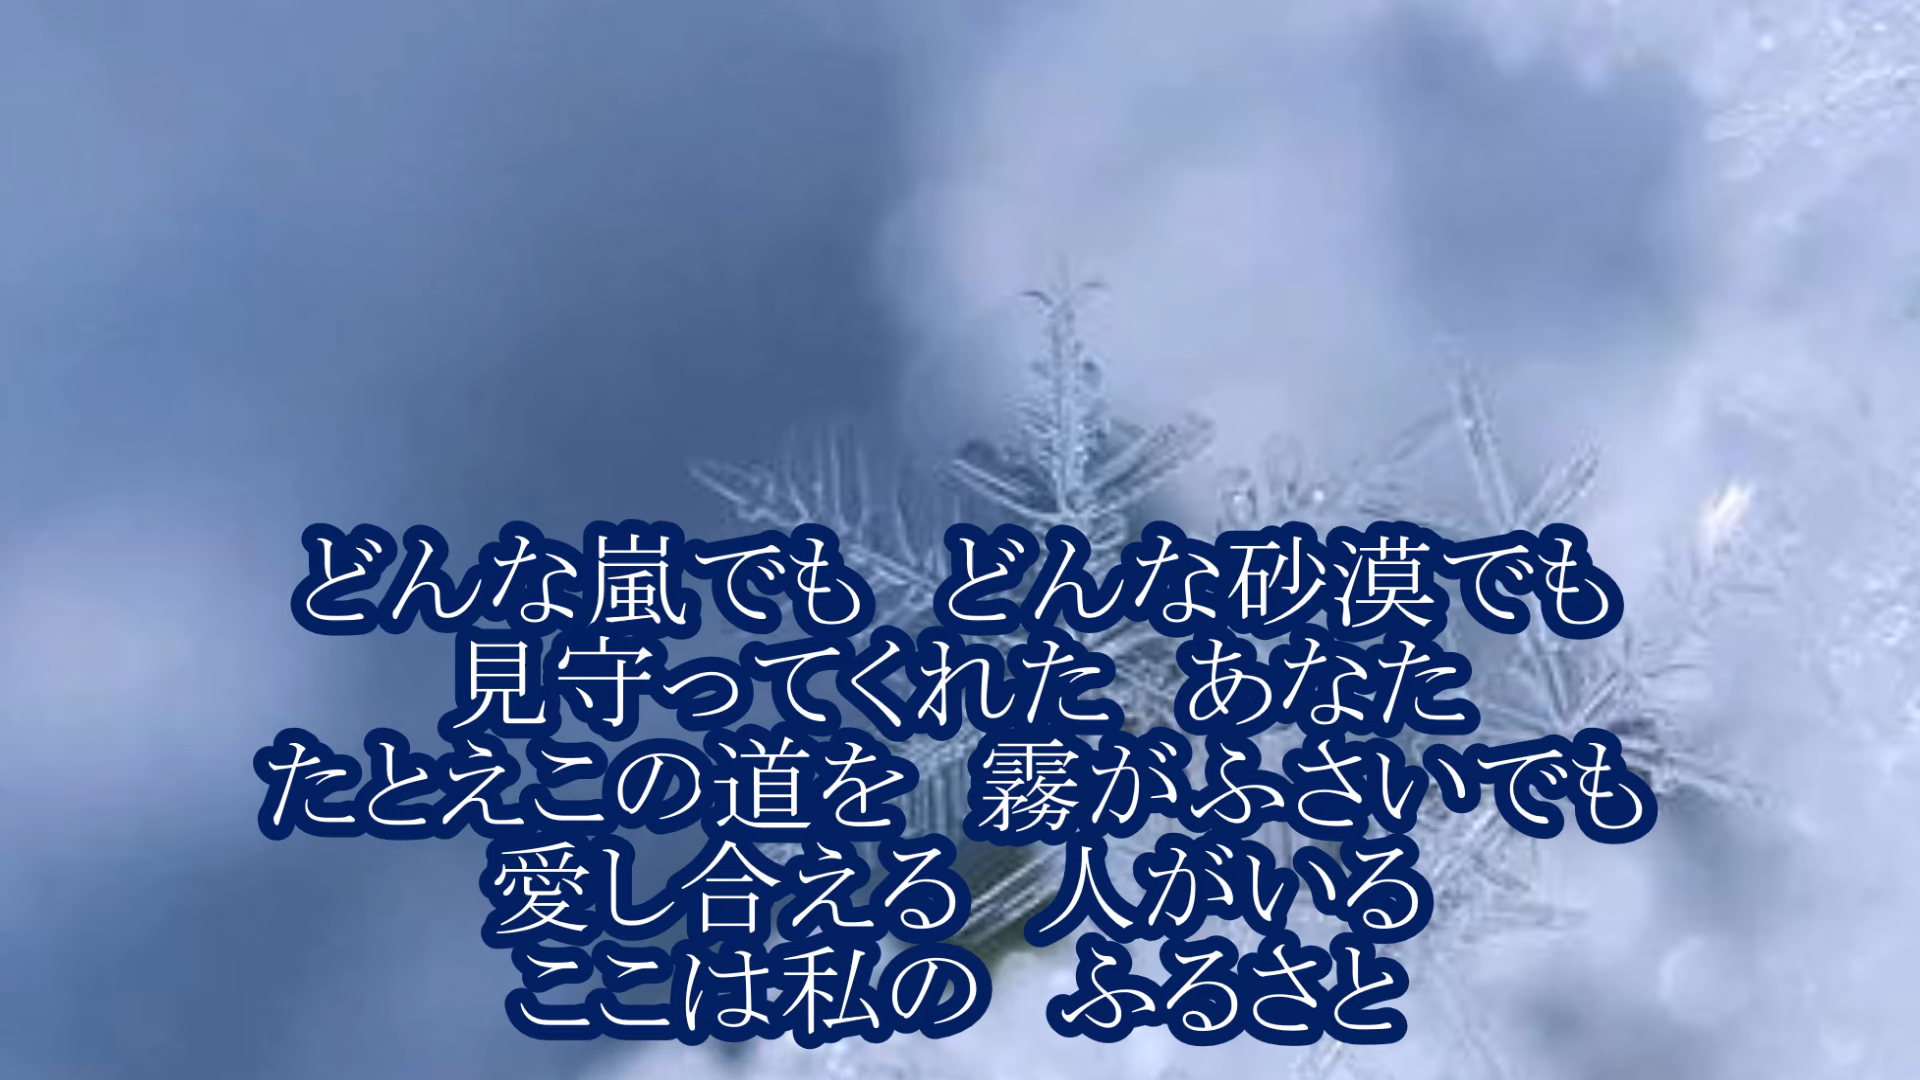 どんな嵐でも　どんな砂漠でも
見守ってくれた　あなた
たとえこの道を　霧がふさいでも
愛し合える　人がいる
ここは私の　ふるさと